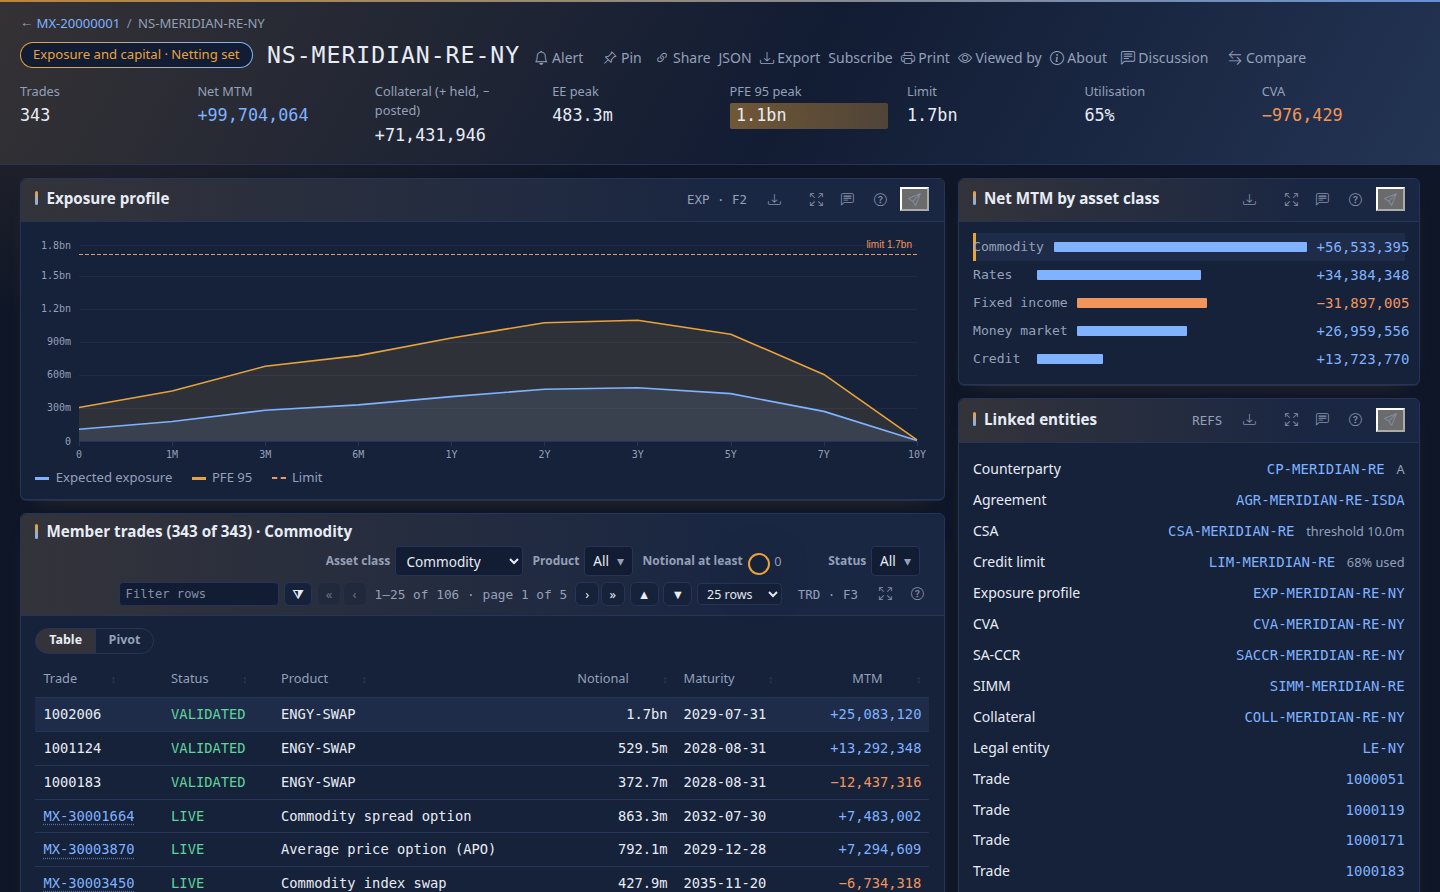 ← MX-20000001 / NS-MERIDIAN-RE-NY
Exposure and capital · Netting set NS-MERIDIAN-RE-NY Alert Pin Share JSON Export Subscribe Print Viewed by About Discussion Compare
Trades Net MTM Collateral (+ held, − posted) EE peak PFE 95 peak Limit Utilisation CVA
343 +99,704,064 +71,431,946 483.3m 1.1bn 1.7bn 65% −976,429
Exposure profile EXP · F2
1.8bn
limit 1.7bn
1.5bn
1.2bn
900m
600m
300m
0
0 1M 3M 6M 1Y 2Y 3Y 5Y 7Y 10Y
Expected exposure PFE 95 Limit
Net MTM by asset class
Commodity +56,533,395
Rates +34,384,348
Fixed income −31,897,005
Money market +26,959,556
Credit +13,723,770
Linked entities REFS
Counterparty CP-MERIDIAN-RE A
Agreement AGR-MERIDIAN-RE-ISDA
CSA CSA-MERIDIAN-RE threshold 10.0m
Credit limit LIM-MERIDIAN-RE 68% used
Exposure profile EXP-MERIDIAN-RE-NY
CVA CVA-MERIDIAN-RE-NY
SA-CCR SACCR-MERIDIAN-RE-NY
SIMM SIMM-MERIDIAN-RE
Collateral COLL-MERIDIAN-RE-NY
Legal entity LE-NY
Trade 1000051
Trade 1000119
Trade 1000171
Trade 1000183
Member trades (343 of 343) · Commodity
Asset class Commodity Product All ▾ Notional at least 0 Status All ▾
Filter rows « ‹ 1–25 of 106 · page 1 of 5 › » ▲ ▼ 25 rows TRD · F3
Table Pivot
Trade Status Product Notional Maturity MTM
1002006 VALIDATED ENGY-SWAP 1.7bn 2029-07-31 +25,083,120
1001124 VALIDATED ENGY-SWAP 529.5m 2028-08-31 +13,292,348
1000183 VALIDATED ENGY-SWAP 372.7m 2028-08-31 −12,437,316
MX-30001664 LIVE Commodity spread option 863.3m 2032-07-30 +7,483,002
MX-30003870 LIVE Average price option (APO) 792.1m 2029-12-28 +7,294,609
MX-30003450 LIVE Commodity index swap 427.9m 2035-11-20 −6,734,318